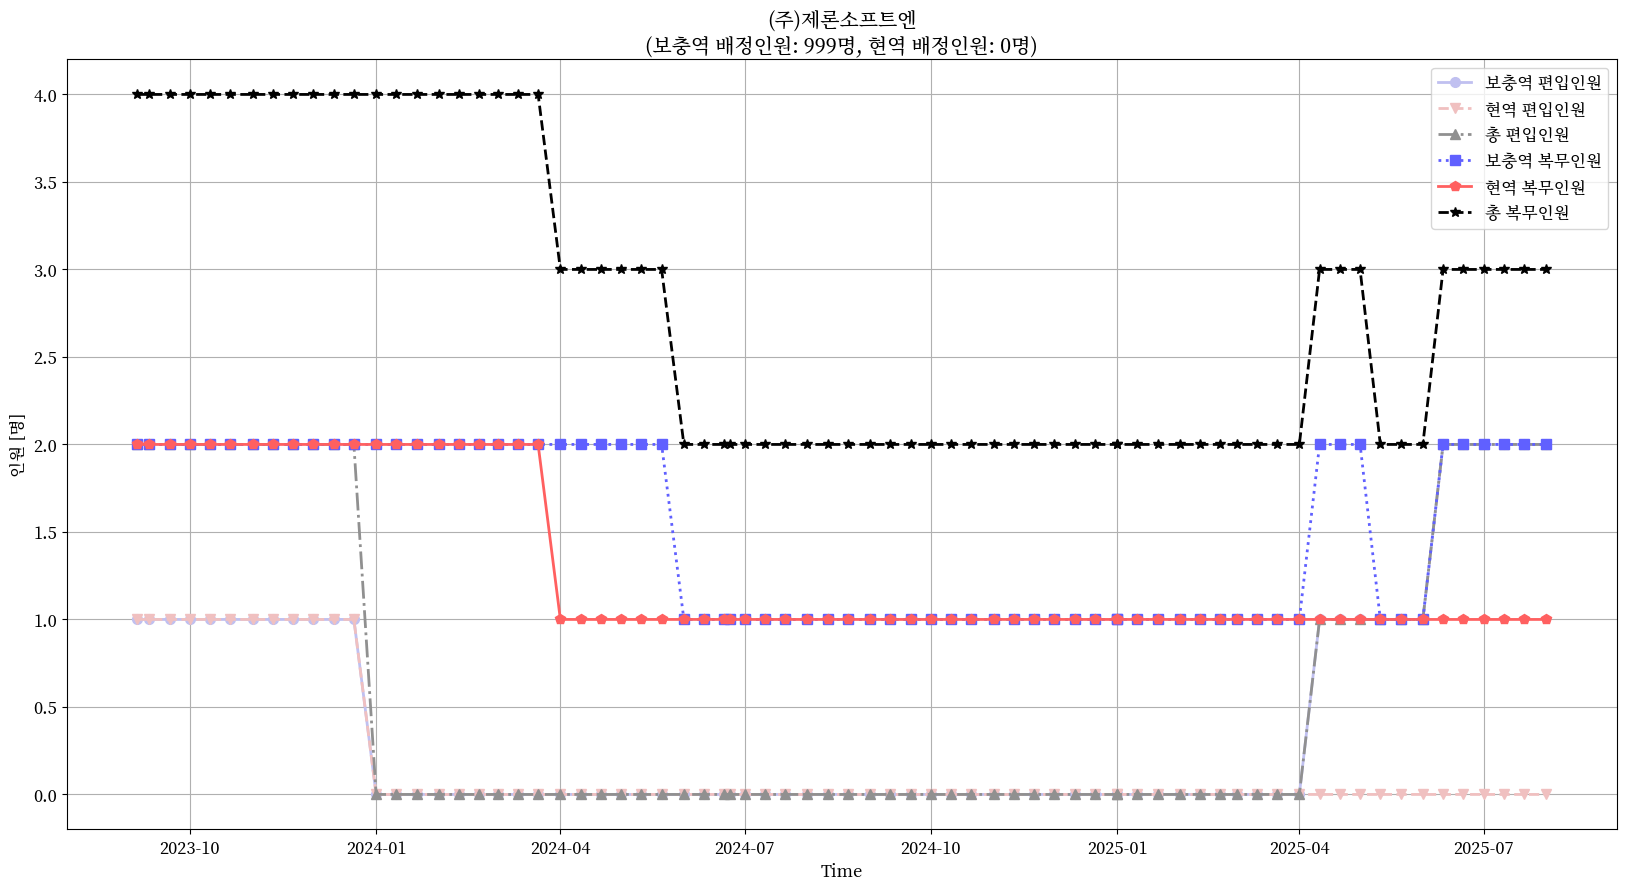 (주)제론소프트엔
(보충역 배정인원: 999명, 현역 배정인원: 0명)
보충역 편입인원
현역 편입인원
총 편입인원
보충역 복무인원
현역 복무인원
총 복무인원
인원 [명]
4.0
3.5
3.0
2.5
2.0
1.5
1.0
0.5
0.0
2023-10 2024-01 2024-04 2024-07 2024-10 2025-01 2025-04 2025-07
Time